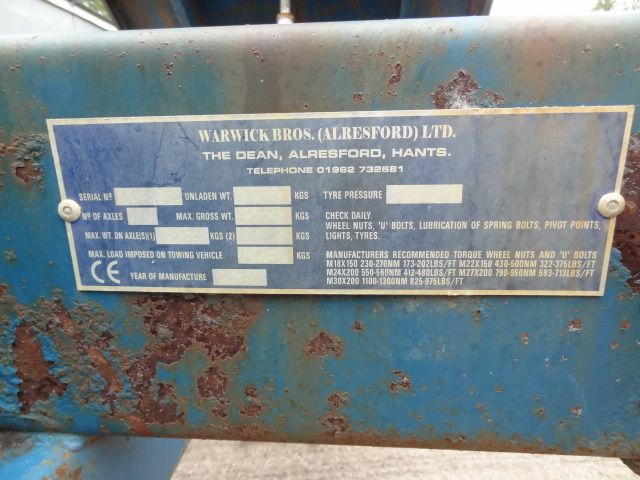 WARWICK BROS. (ALRESFORD) LTD.
THE DEAN, ALRESFORD, HANTS.
TELEPHONE 01962 732681
SERIAL Nº UNLADEN WT. KGS TYRE PRESSURE
Nº OF AXLES MAX. GROSS WT. KGS CHECK DAILY.
WHEEL NUTS, 'U' BOLTS, LUBRICATION OF SPRING BOLTS, PIVOT POINTS,
MAX. WT. ON AXLE(S)(1) KGS (2) KGS LIGHTS, TYRES.
MAX. LOAD IMPOSED ON TOWING VEHICLE KGS MANUFACTURERS RECOMMENDED TORQUE WHEEL NUTS AND 'U' BOLTS
M18X150 230-270NM 173-202LBS/FT M22X150 430-500NM 322-375LBS/FT
CE YEAR OF MANUFACTURE M24X200 550-560NM 412-480LBS/FT M27X200 790-950NM 593-713LBS/FT
M30X200 1100-1300NM 825-975LBS/FT